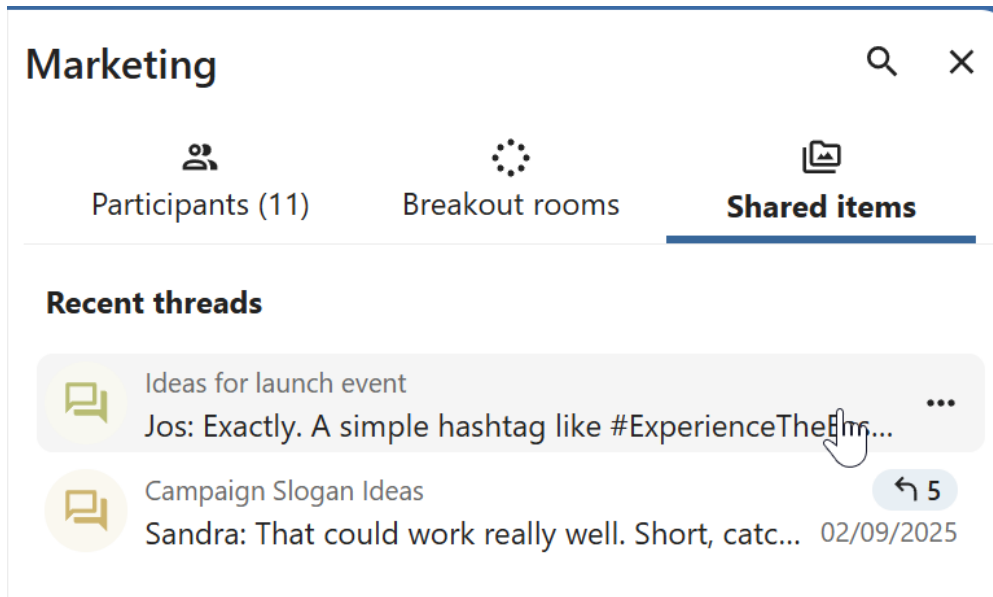 Marketing
Participants (11)
Breakout rooms
Shared items
Recent threads
Ideas for launch event
Jos: Exactly. A simple hashtag like
Campaign Slogan Ideas
5
Sandra: That could work really well. Short, catc...
02/09/2025